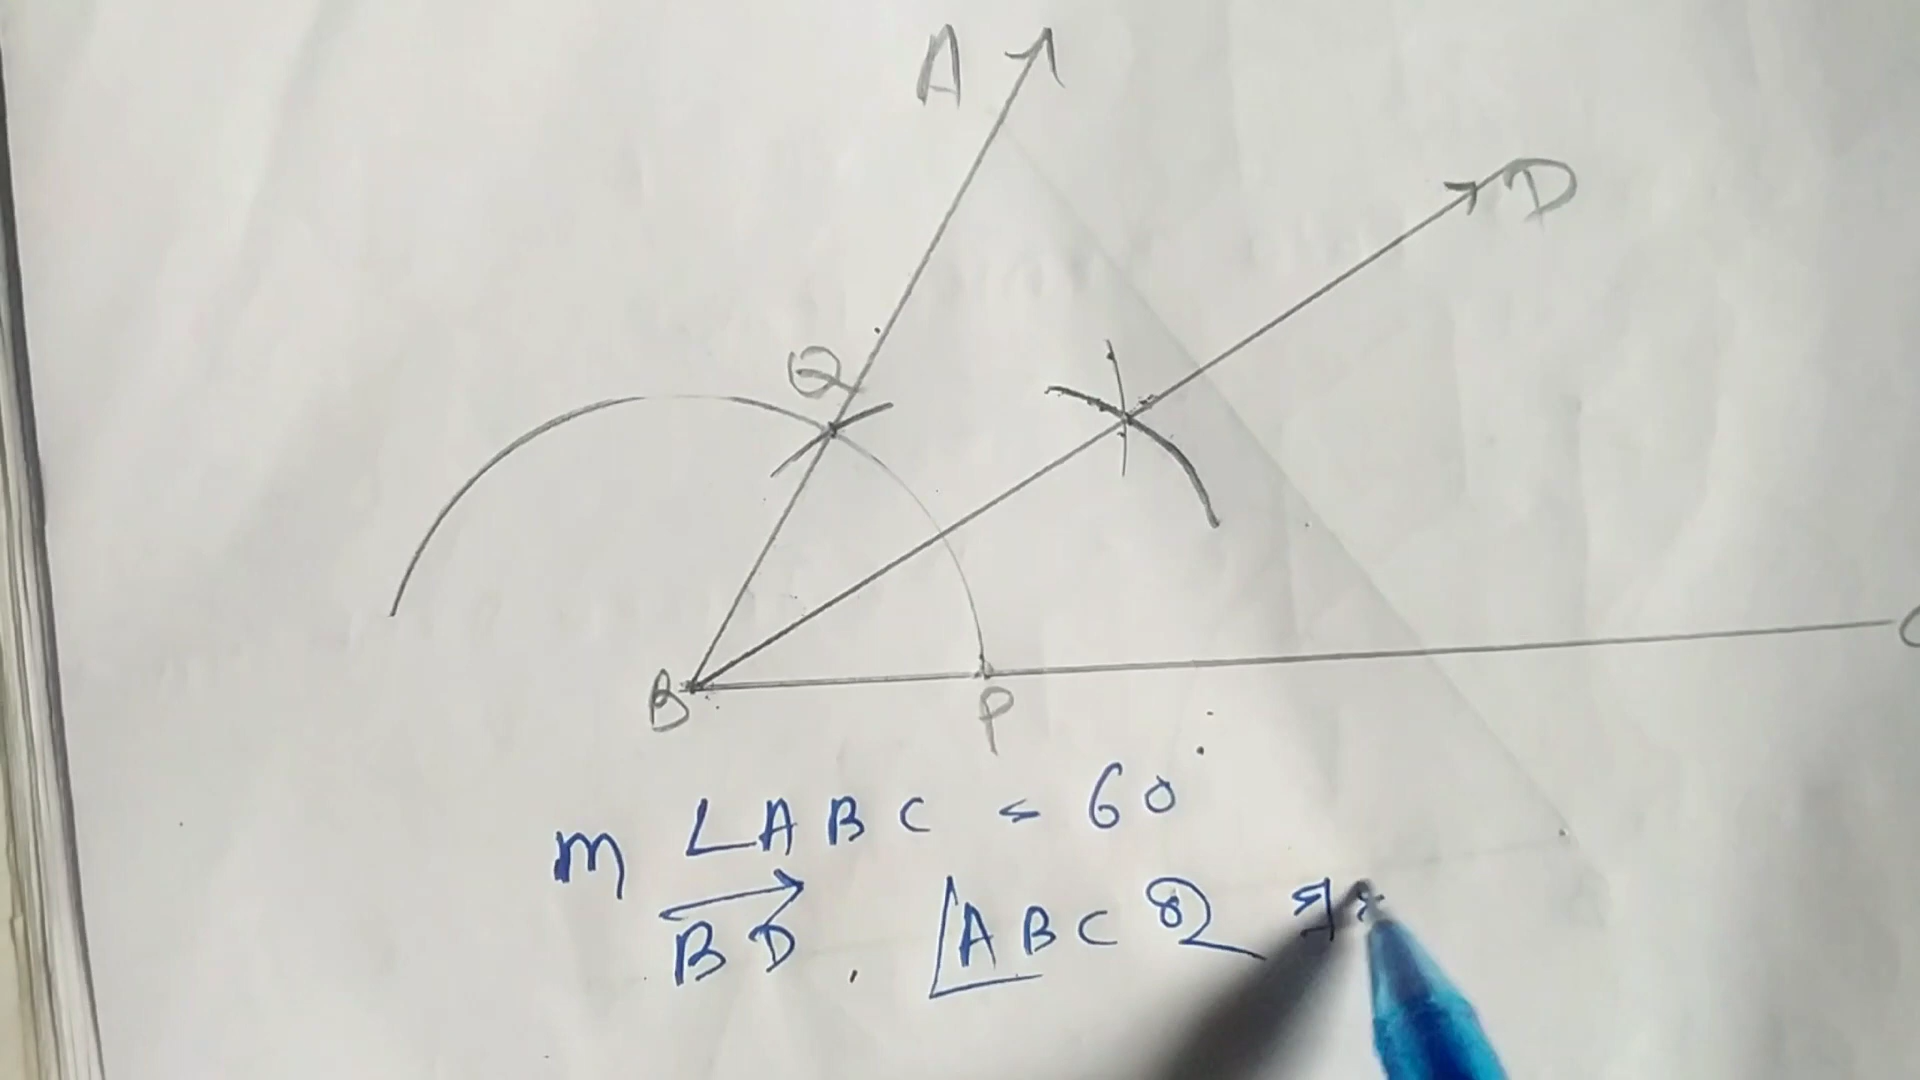 A
D
Q
B
P
C
m ∠ABC = 60°
BD . ∠ABC ର